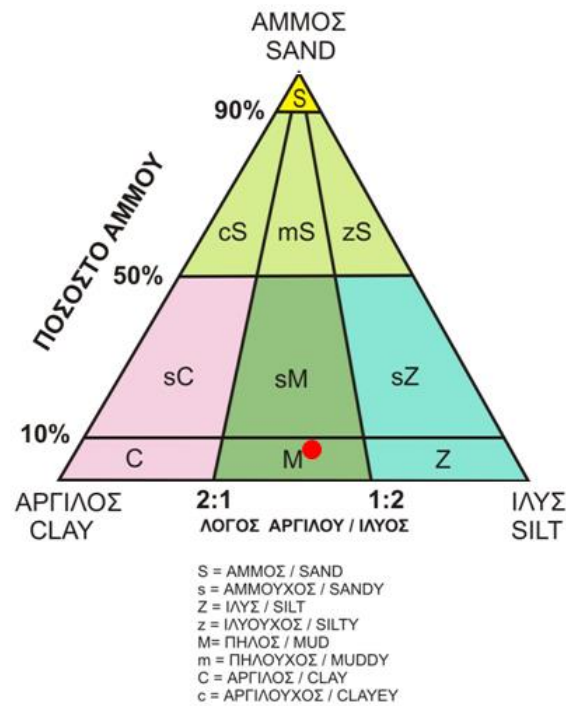 ΑΜΜΟΣ
SAND
S
90%
ΠΟΣΟΣΤΟ ΑΜΜΟΥ
cS mS zS
50%
sC sM sZ
10%
C M Z
ΑΡΓΙΛΟΣ
CLAY
2:1 1:2
ΛΟΓΟΣ ΑΡΓΙΛΟΥ / ΙΛΥΟΣ
ΙΛΥΣ
SILT
S = ΑΜΜΟΣ / SAND
s = ΑΜΜΟΥΧΟΣ / SANDY
Z = ΙΛΥΣ / SILT
z = ΙΛΥΟΥΧΟΣ / SILTY
M= ΠΗΛΟΣ / MUD
m = ΠΗΛΟΥΧΟΣ / MUDDY
C = ΑΡΓΙΛΟΣ / CLAY
c = ΑΡΓΙΛΟΥΧΟΣ / CLAYEY